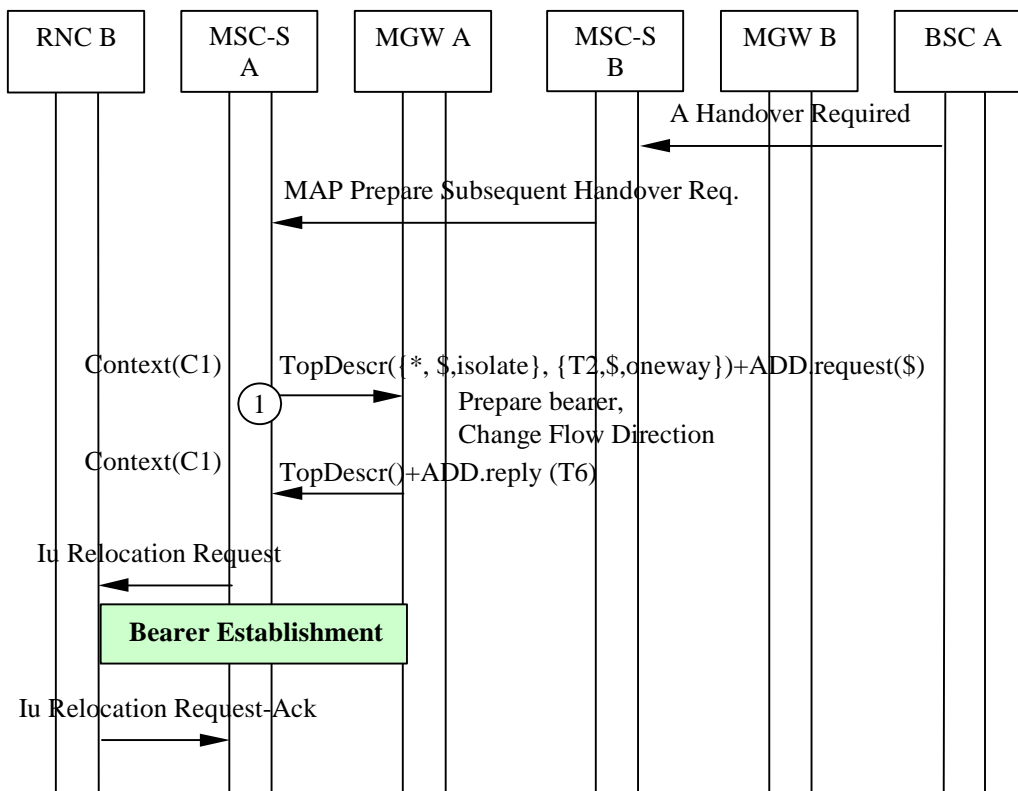 RNC B
MSC-S
A
MGW A
MSC-S
B
MGW B
BSC A
A Handover Required
MAP Prepare Subsequent Handover Req.
Context(C1)
TopDescr({*, $,isolate}, {T2,$,oneway})+ADD.request($)
1
Prepare bearer,
Change Flow Direction
Context(C1)
TopDescr()+ADD.reply (T6)
Iu Relocation Request
Bearer Establishment
Iu Relocation Request-Ack